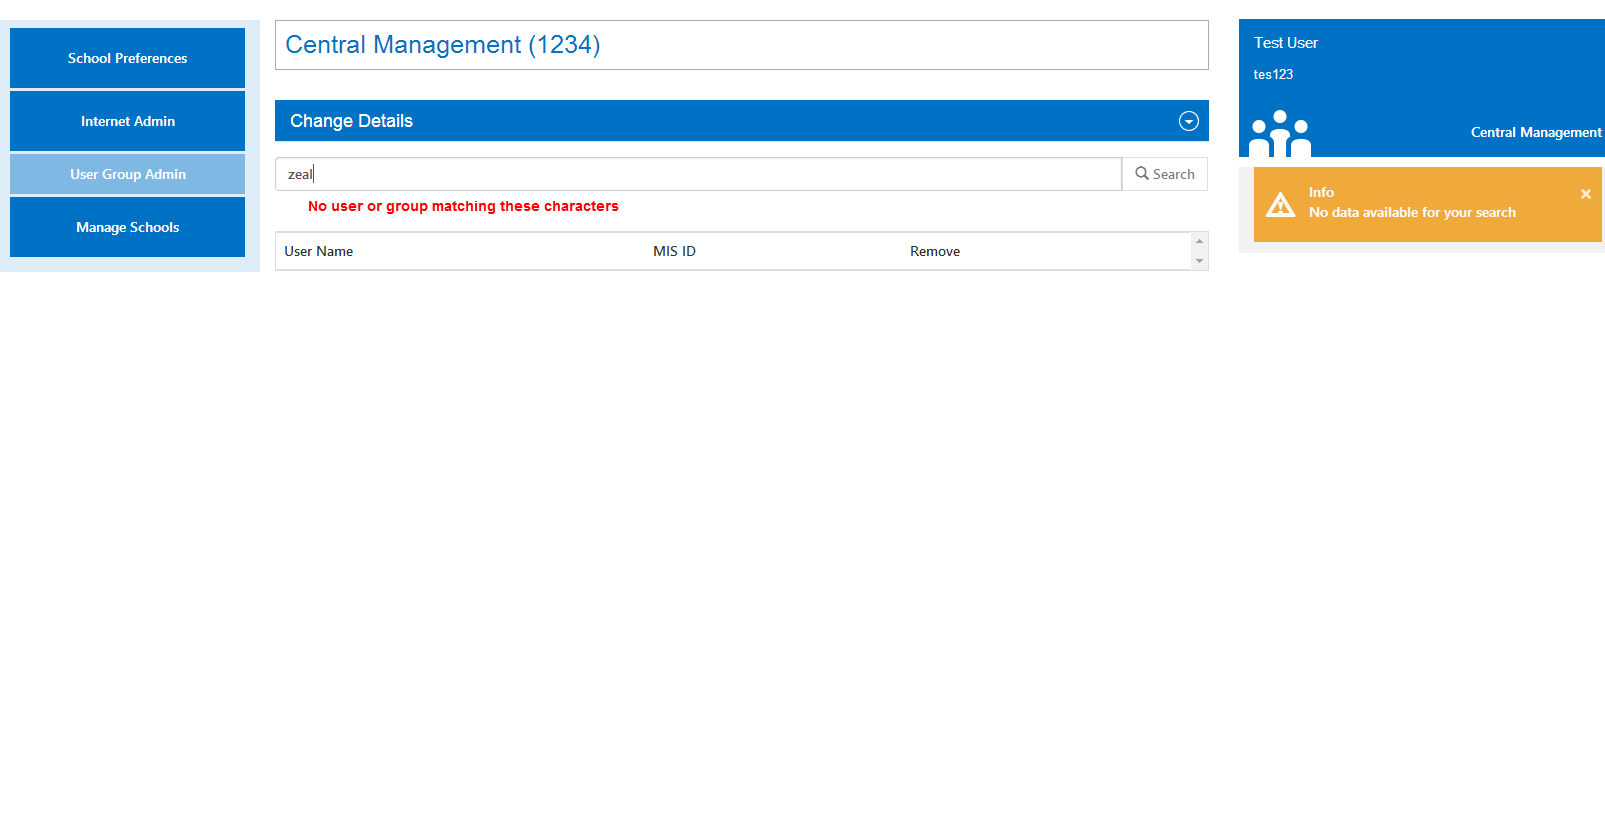 School Preferences
Internet Admin
User Group Admin
Manage Schools
Central Management (1234)
Change Details
zeal
Search
No user or group matching these characters
User Name MIS ID Remove
Test User
tes123
Central Management
Info
No data available for your search